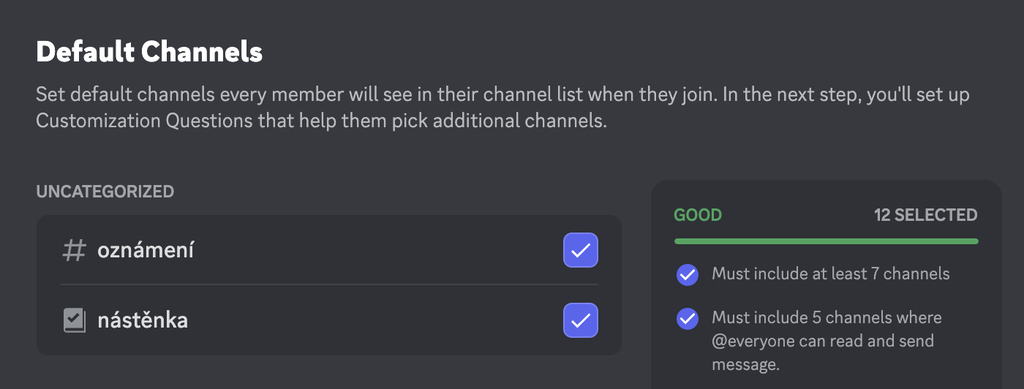 Default Channels
Set default channels every member will see in their channel list when they join. In the next step, you'll set up
Customization Questions that help them pick additional channels.
UNCATEGORIZED
# oznámení
nástěnka
GOOD
12 SELECTED
Must include at least 7 channels
Must include 5 channels where
@everyone can read and send
message.